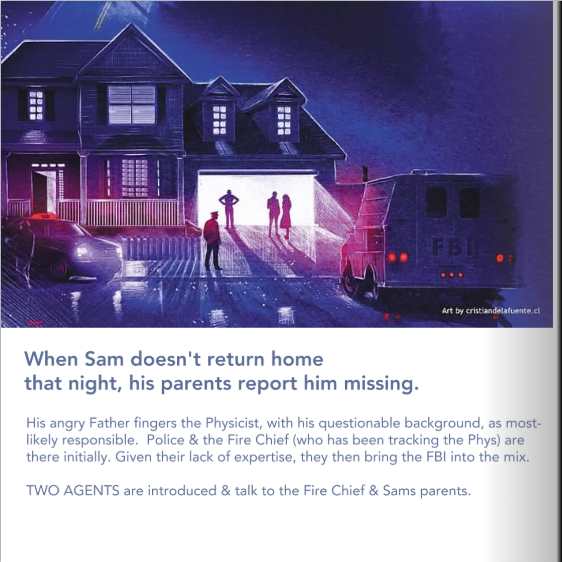 FBI
Art by cristiandelafuente.cl
When Sam doesn't return home
that night, his parents report him missing.
His angry Father fingers the Physicist, with his questionable background, as most-
likely responsible.  Police & the Fire Chief (who has been tracking the Phys) are
there initially. Given their lack of expertise, they then bring the FBI into the mix.
TWO AGENTS are introduced & talk to the Fire Chief & Sams parents.